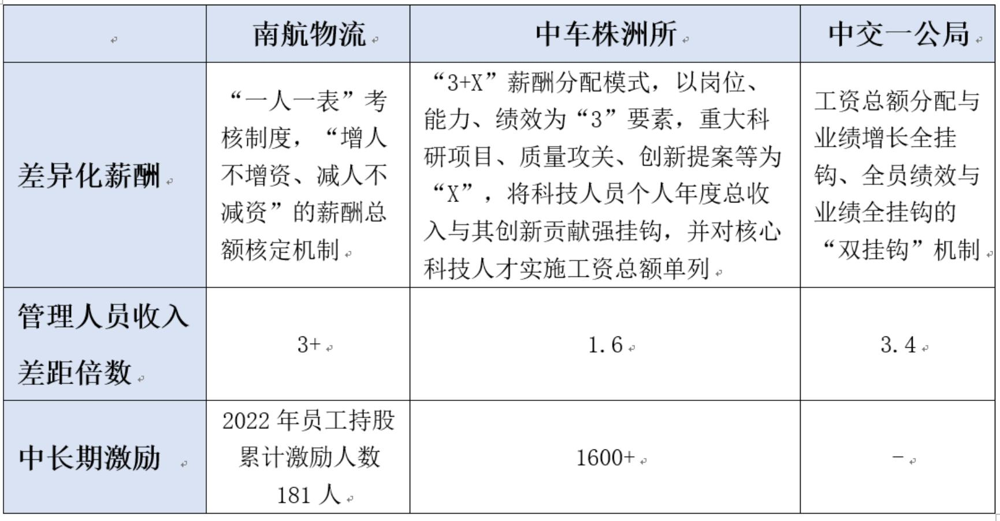 南航物流
中车株洲所
中交一公局
差异化薪酬
“一人一表”考
核制度，“增人
不增资、减人不
减资”的薪酬总
额核定机制
“3+X”薪酬分配模式，以岗位、
能力、绩效为“3”要素，重大科
研项目、质量攻关、创新提案等为
“X”，将科技人员个人年度总收
入与其创新贡献强挂钩，并对核心
科技人才实施工资总额单列
工资总额分配与
业绩增长全挂
钩、全员绩效与
业绩全挂钩的
“双挂钩”机制
管理人员收入
差距倍数
3+
1.6
3.4
中长期激励
2022 年员工持股
累计激励人数
181 人
1600+
-